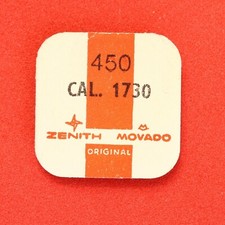 450
CAL. 1730
ZENITH MOVADO
ORIGINAL